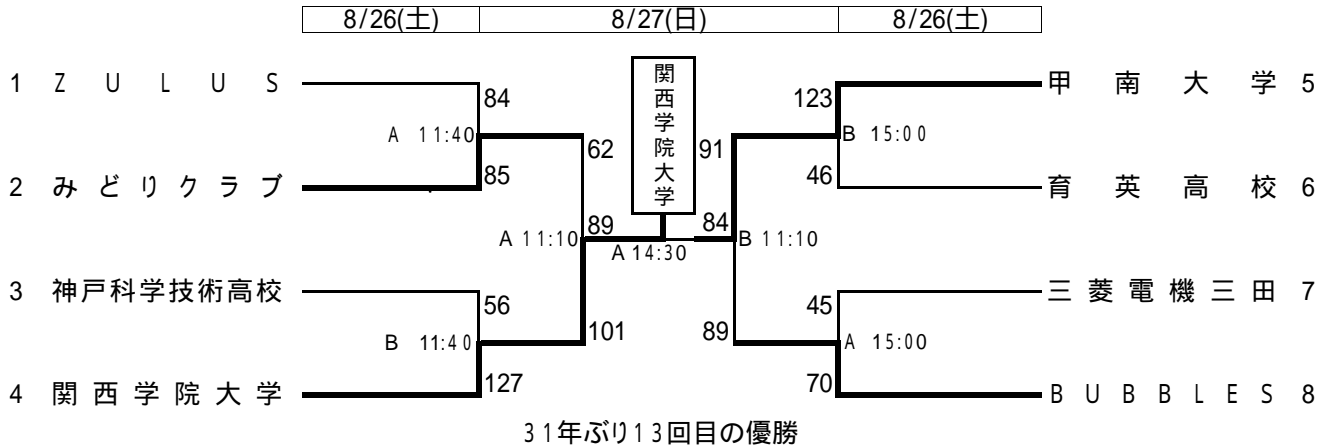 8/26(土) 8/27(日) 8/26(土)
関西学院大学
1 ZULUS 84 123 甲南大学 5
A 11:40 62 91 B 15:00
2 みどりクラブ 85 46 育英高校 6
A 11:10 89 A 14:30 84 B 11:10
3 神戸科学技術高校 56 45 三菱電機三田 7
B 11:40 101 89 A 15:00
4 関西学院大学 127 70 BUBBLES 8
31年ぶり13回目の優勝